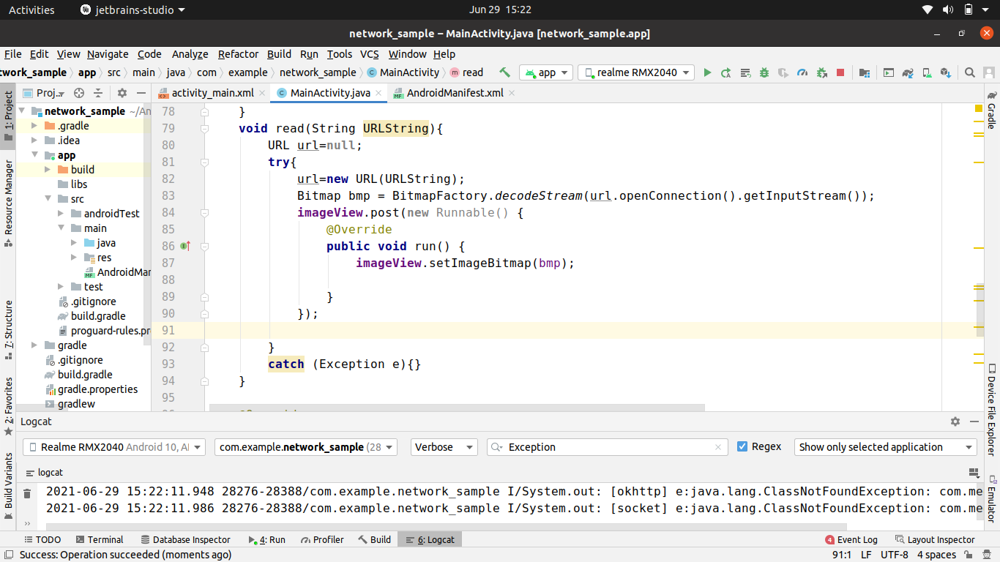 Activities jetbrains-studio Jun 29 15:22
network_sample – MainActivity.java [network_sample.app]
File Edit View Navigate Code Analyze Refactor Build Run Tools VCS Window Help
twork_sample app src main java com example network_sample MainActivity read app realme RMX2040
1: Project
Resource Manager
7: Structure
2: Favorites
Build Variants
Proj..
network_sample ~/An
.gradle
.idea
app
build
libs
src
androidTest
main
java
res
AndroidMan
test
.gitignore
build.gradle
proguard-rules.pr
gradle
.gitignore
build.gradle
gradle.properties
gradlew
activity_main.xml MainActivity.java AndroidManifest.xml
78 }
79 void read(String URLString){
80 URL url=null;
81 try{
82 url=new URL(URLString);
83 Bitmap bmp = BitmapFactory.decodeStream(url.openConnection().getInputStream());
84 imageView.post(new Runnable() {
85 @Override
86 public void run() {
87 imageView.setImageBitmap(bmp);
88
89 }
90 });
91
92 }
93 catch (Exception e){}
94 }
95
Gradle
Device File Explorer
Emulator
Logcat
Realme RMX2040 Android 10, AI com.example.network_sample (28 Verbose Exception Regex Show only selected application
logcat
2021-06-29 15:22:11.948 28276-28388/com.example.network_sample I/System.out: [okhttp] e:java.lang.ClassNotFoundException: com.me
2021-06-29 15:22:11.986 28276-28388/com.example.network_sample I/System.out: [socket] e:java.lang.ClassNotFoundException: com.me
TODO Terminal Database Inspector 4: Run Profiler Build 6: Logcat 4 Event Log Layout Inspector
Success: Operation succeeded (moments ago) 91:1 LF UTF-8 4 spaces